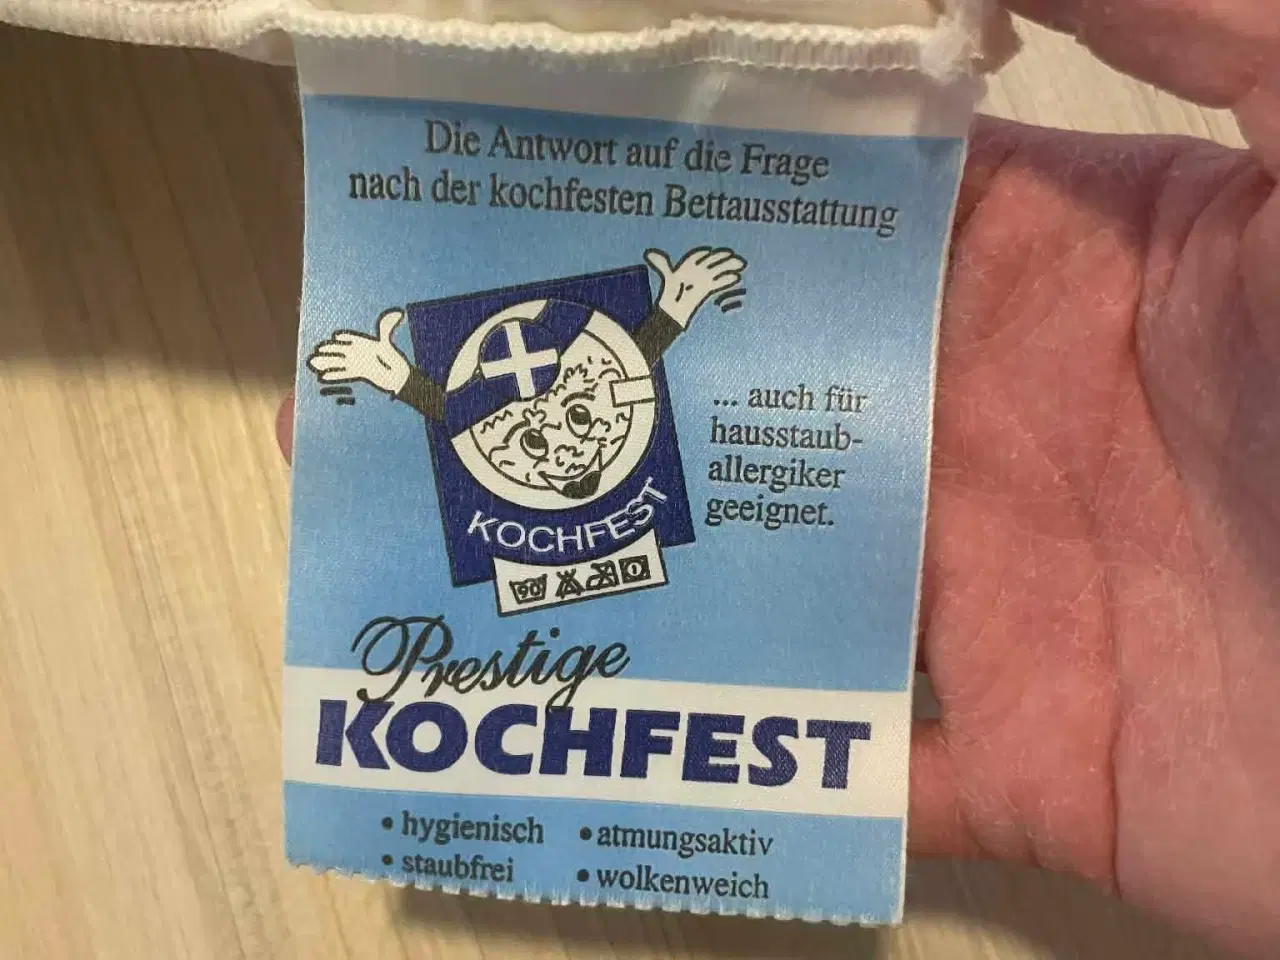 Die Antwort auf die Frage
nach der kochfesten Bettausstattung
... auch für
hausstaub-
allergiker
geeignet.
KOCHFEST
90
Prestige
KOCHFEST
• hygienisch • atmungsaktiv
• staubfrei • wolkenweich